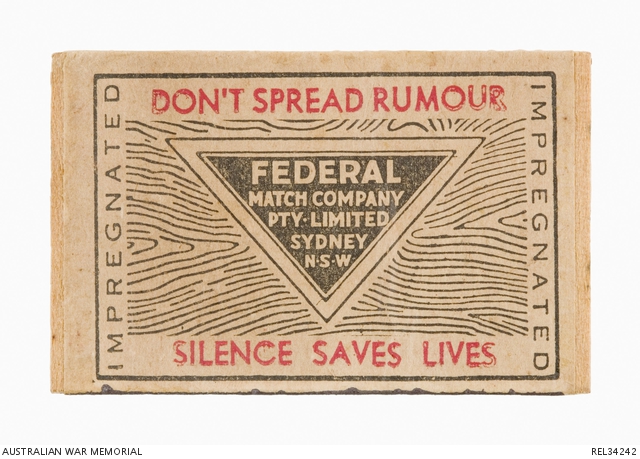 DON'T SPREAD RUMOUR
IMPREGNATED
FEDERAL
MATCH COMPANY
PTY·LIMITED
SYDNEY
N·S·W·
IMPREGNATED
SILENCE SAVES LIVES
AUSTRALIAN WAR MEMORIAL
REL34242